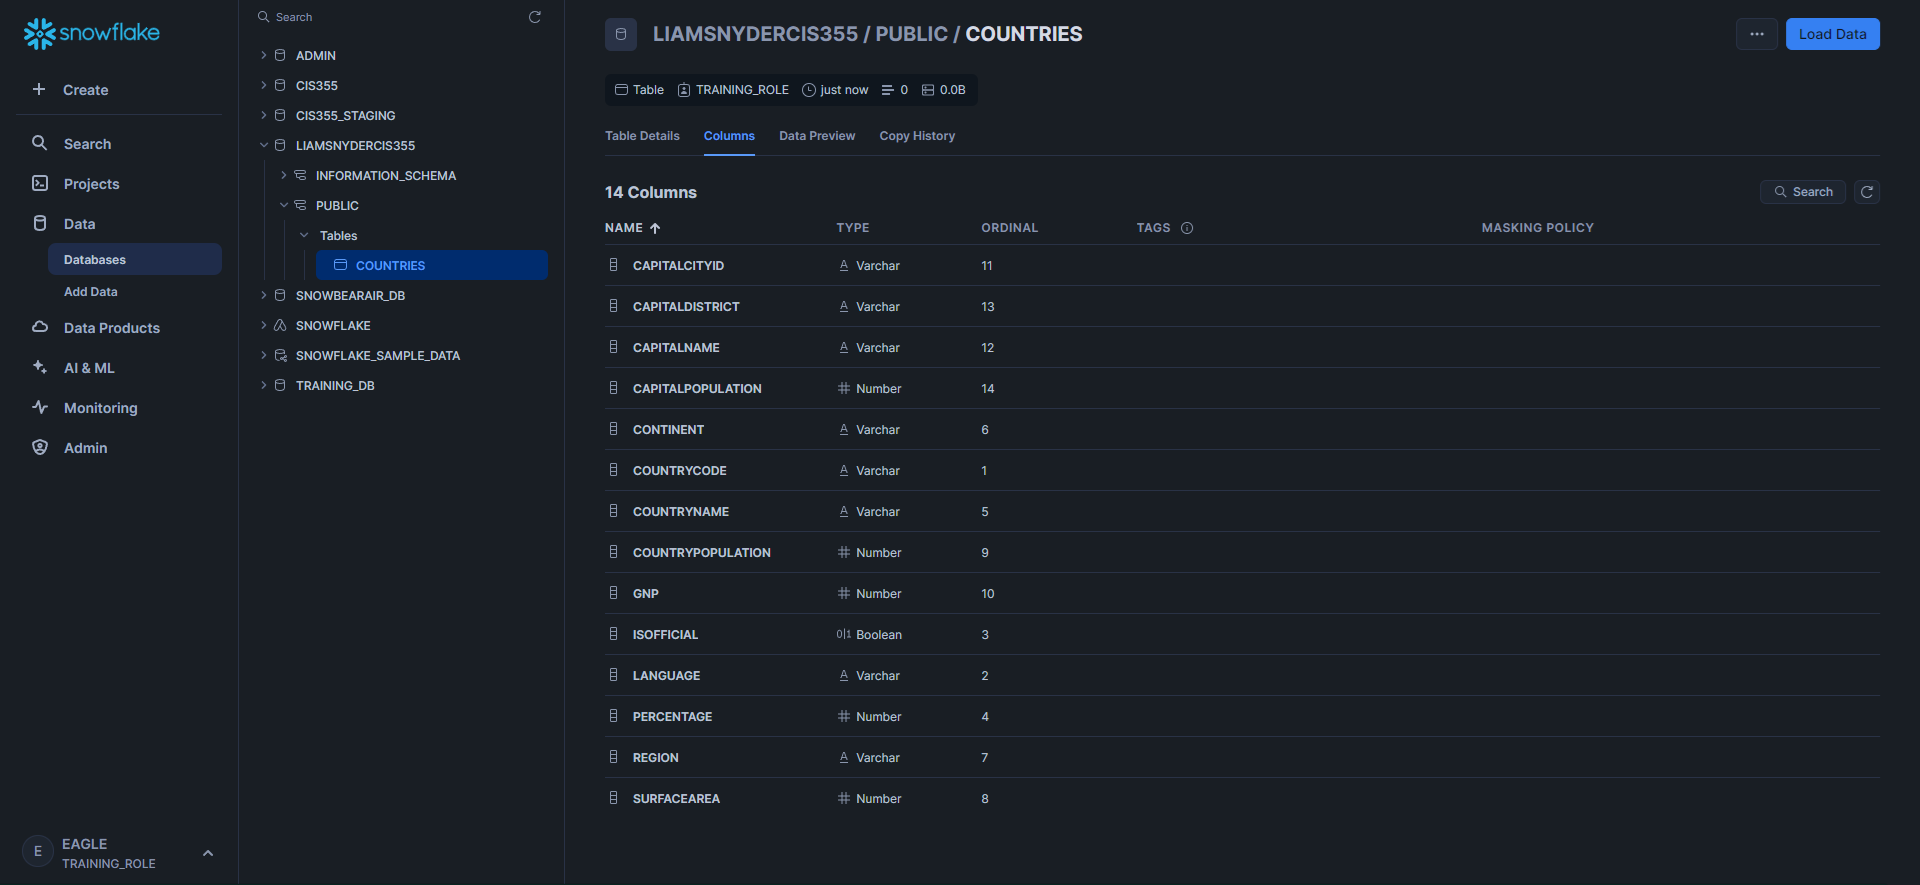 snowflake
Create
Search
Projects
Data
Databases
Add Data
Data Products
AI & ML
Monitoring
Admin
E
EAGLE
TRAINING_ROLE
Search
ADMIN
CIS355
CIS355_STAGING
LIAMSNYDERCIS355
INFORMATION_SCHEMA
PUBLIC
Tables
COUNTRIES
SNOWBEARAIR_DB
SNOWFLAKE
SNOWFLAKE_SAMPLE_DATA
TRAINING_DB
LIAMSNYDERCIS355 / PUBLIC / COUNTRIES
... Load Data
Table TRAINING_ROLE just now 0 0.0B
Table Details Columns Data Preview Copy History
14 Columns Search
NAME TYPE ORDINAL TAGS MASKING POLICY
CAPITALCITYID A Varchar 11
CAPITALDISTRICT A Varchar 13
CAPITALNAME A Varchar 12
CAPITALPOPULATION # Number 14
CONTINENT A Varchar 6
COUNTRYCODE A Varchar 1
COUNTRYNAME A Varchar 5
COUNTRYPOPULATION # Number 9
GNP # Number 10
ISOFFICIAL 0|1 Boolean 3
LANGUAGE A Varchar 2
PERCENTAGE # Number 4
REGION A Varchar 7
SURFACEAREA # Number 8